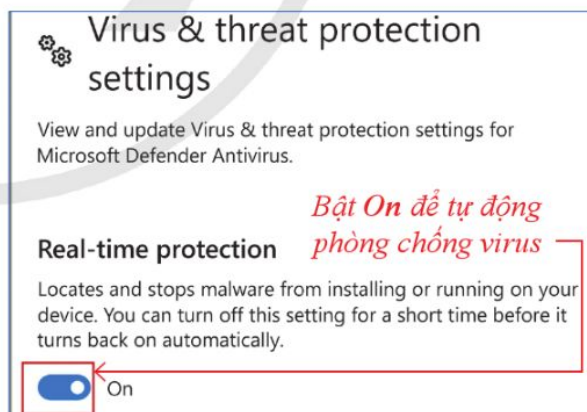 Virus & threat protection
settings
View and update Virus & threat protection settings for
Microsoft Defender Antivirus.
Bật On để tự động
phòng chống virus
Real-time protection
Locates and stops malware from installing or running on your
device. You can turn off this setting for a short time before it
turns back on automatically.
On